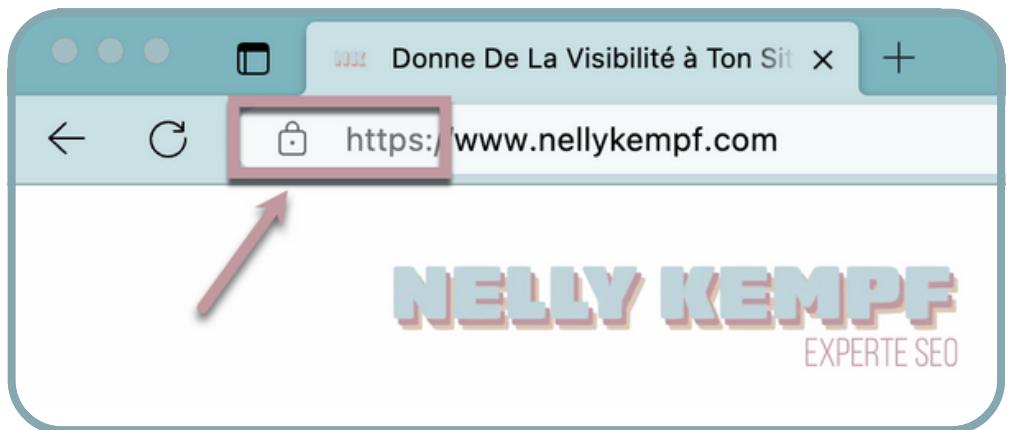 Donne De La Visibilité à Ton Sit
https://www.nellykempf.com
NELLY KEMPF
EXPERTE SEO